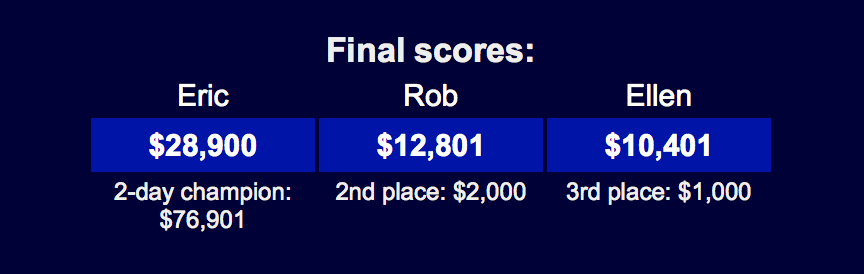 Final scores:
Eric Rob Ellen
$28,900 $12,801 $10,401
2-day champion: 2nd place: $2,000 3rd place: $1,000
$76,901